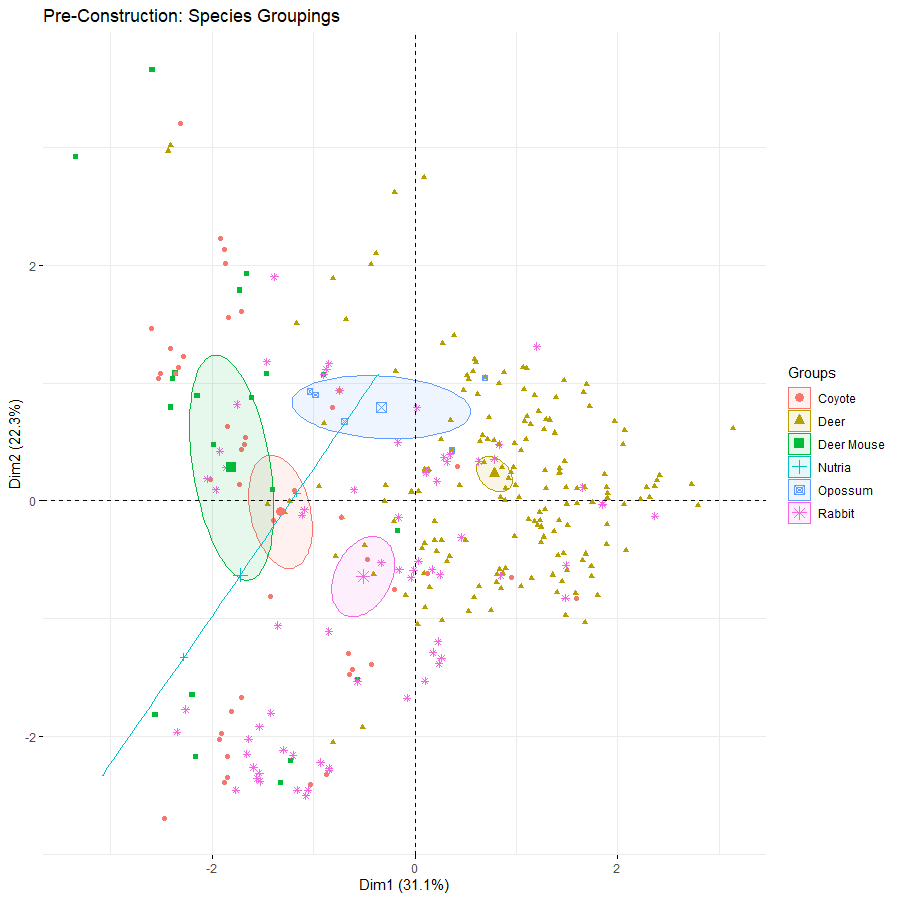 Pre-Construction: Species Groupings
Dim2 (22.3%)
2
0
-2
-2
0
2
Dim1 (31.1%)
Groups
Coyote
Deer
Deer Mouse
Nutria
Opossum
Rabbit